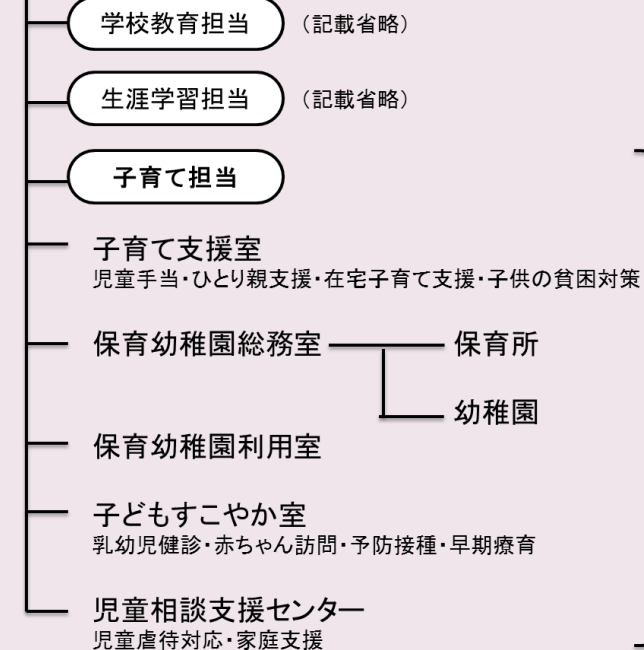 学校教育担当 （記載省略）
生涯学習担当 （記載省略）
子育て担当
子育て支援室
児童手当・ひとり親支援・在宅子育て支援・子供の貧困対策
保育幼稚園総務室 保育所
幼稚園
保育幼稚園利用室
子どもすこやか室
乳幼児健診・赤ちゃん訪問・予防接種・早期療育
児童相談支援センター
児童虐待対応・家庭支援